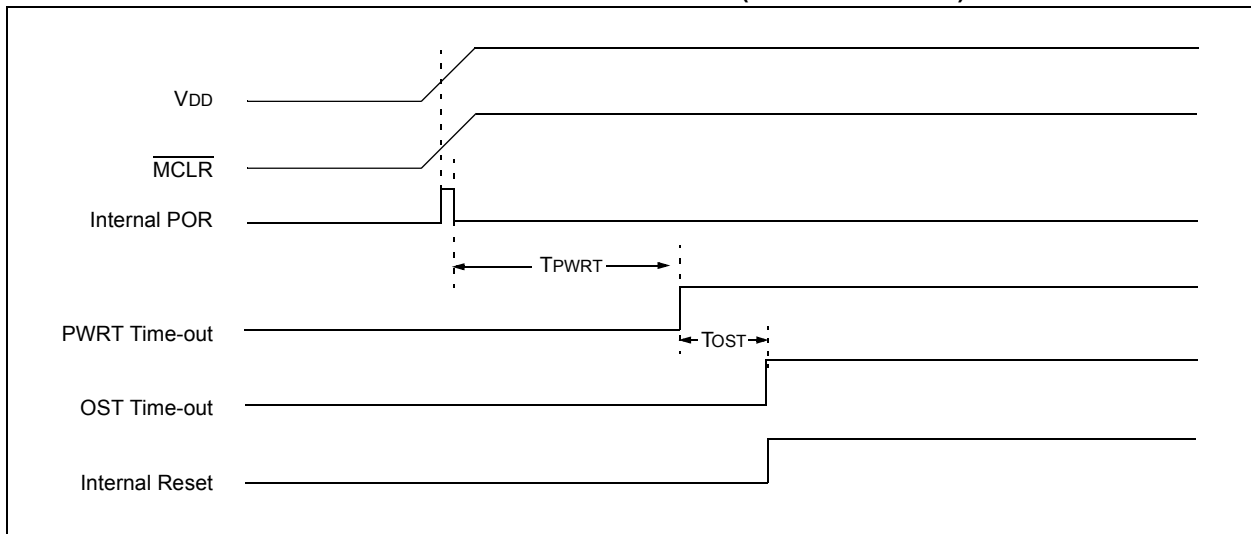 VDD
MCLR
Internal POR
TPWRT
PWRT Time-out
TOST
OST Time-out
Internal Reset